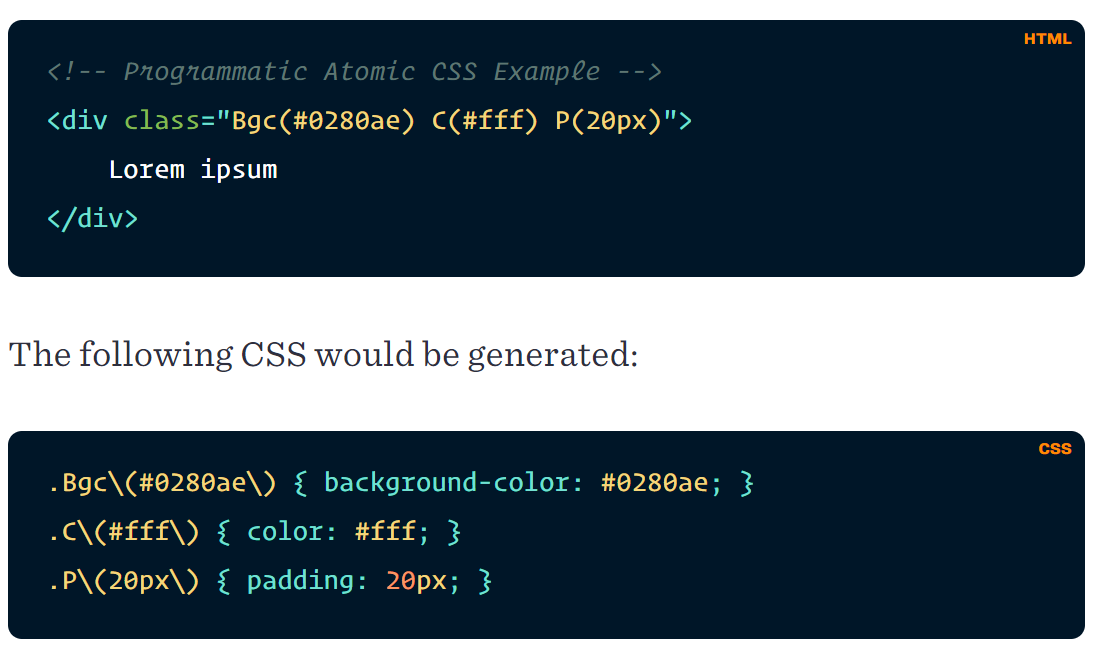 HTML
<!-- Programmatic Atomic CSS Example -->
<div class="Bgc(#0280ae) C(#fff) P(20px)">
    Lorem ipsum
</div>
The following CSS would be generated:
CSS
.Bgc\(#0280ae\) { background-color: #0280ae; }
.C\(#fff\) { color: #fff; }
.P\(20px\) { padding: 20px; }